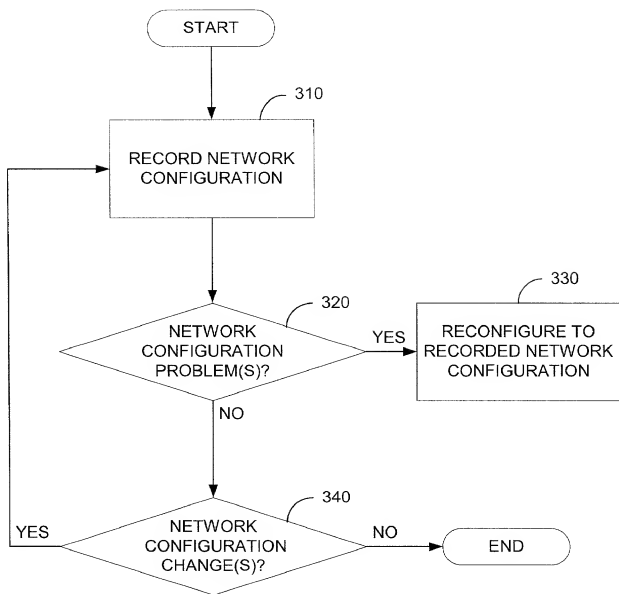 START
310
RECORD NETWORK
CONFIGURATION
320
NETWORK
CONFIGURATION
PROBLEM(S)?
YES
330
RECONFIGURE TO
RECORDED NETWORK
CONFIGURATION
NO
340
YES
NETWORK
CONFIGURATION
CHANGE(S)?
NO
END